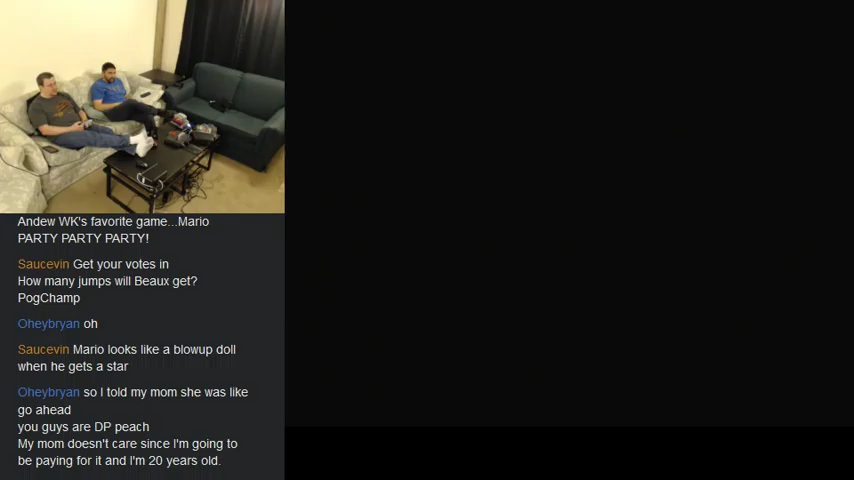 Andew WK's favorite game...Mario
PARTY PARTY PARTY!
Saucevin Get your votes in
How many jumps will Beaux get?
PogChamp
Oheybryan oh
Saucevin Mario looks like a blowup doll
when he gets a star
Oheybryan so I told my mom she was like
go ahead
you guys are DP peach
My mom doesn't care since I'm going to
be paying for it and I'm 20 years old.